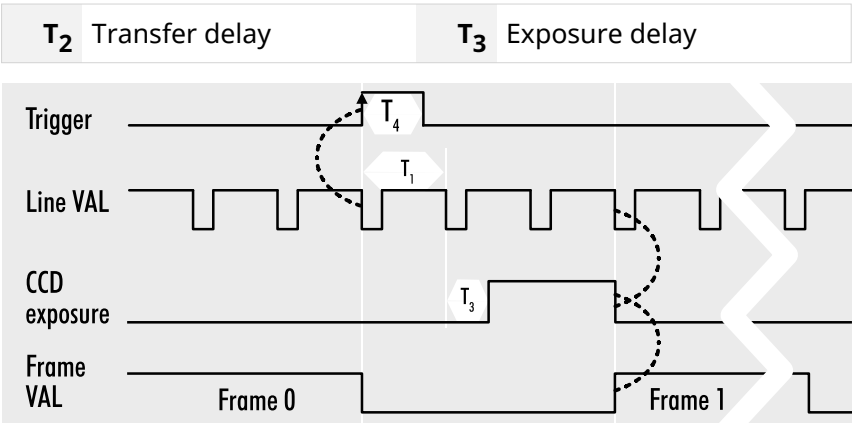 T2 Transfer delay T3 Exposure delay
Trigger T4
T1
Line VAL
CCD
exposure
T3
Frame
VAL
Frame 0 Frame 1